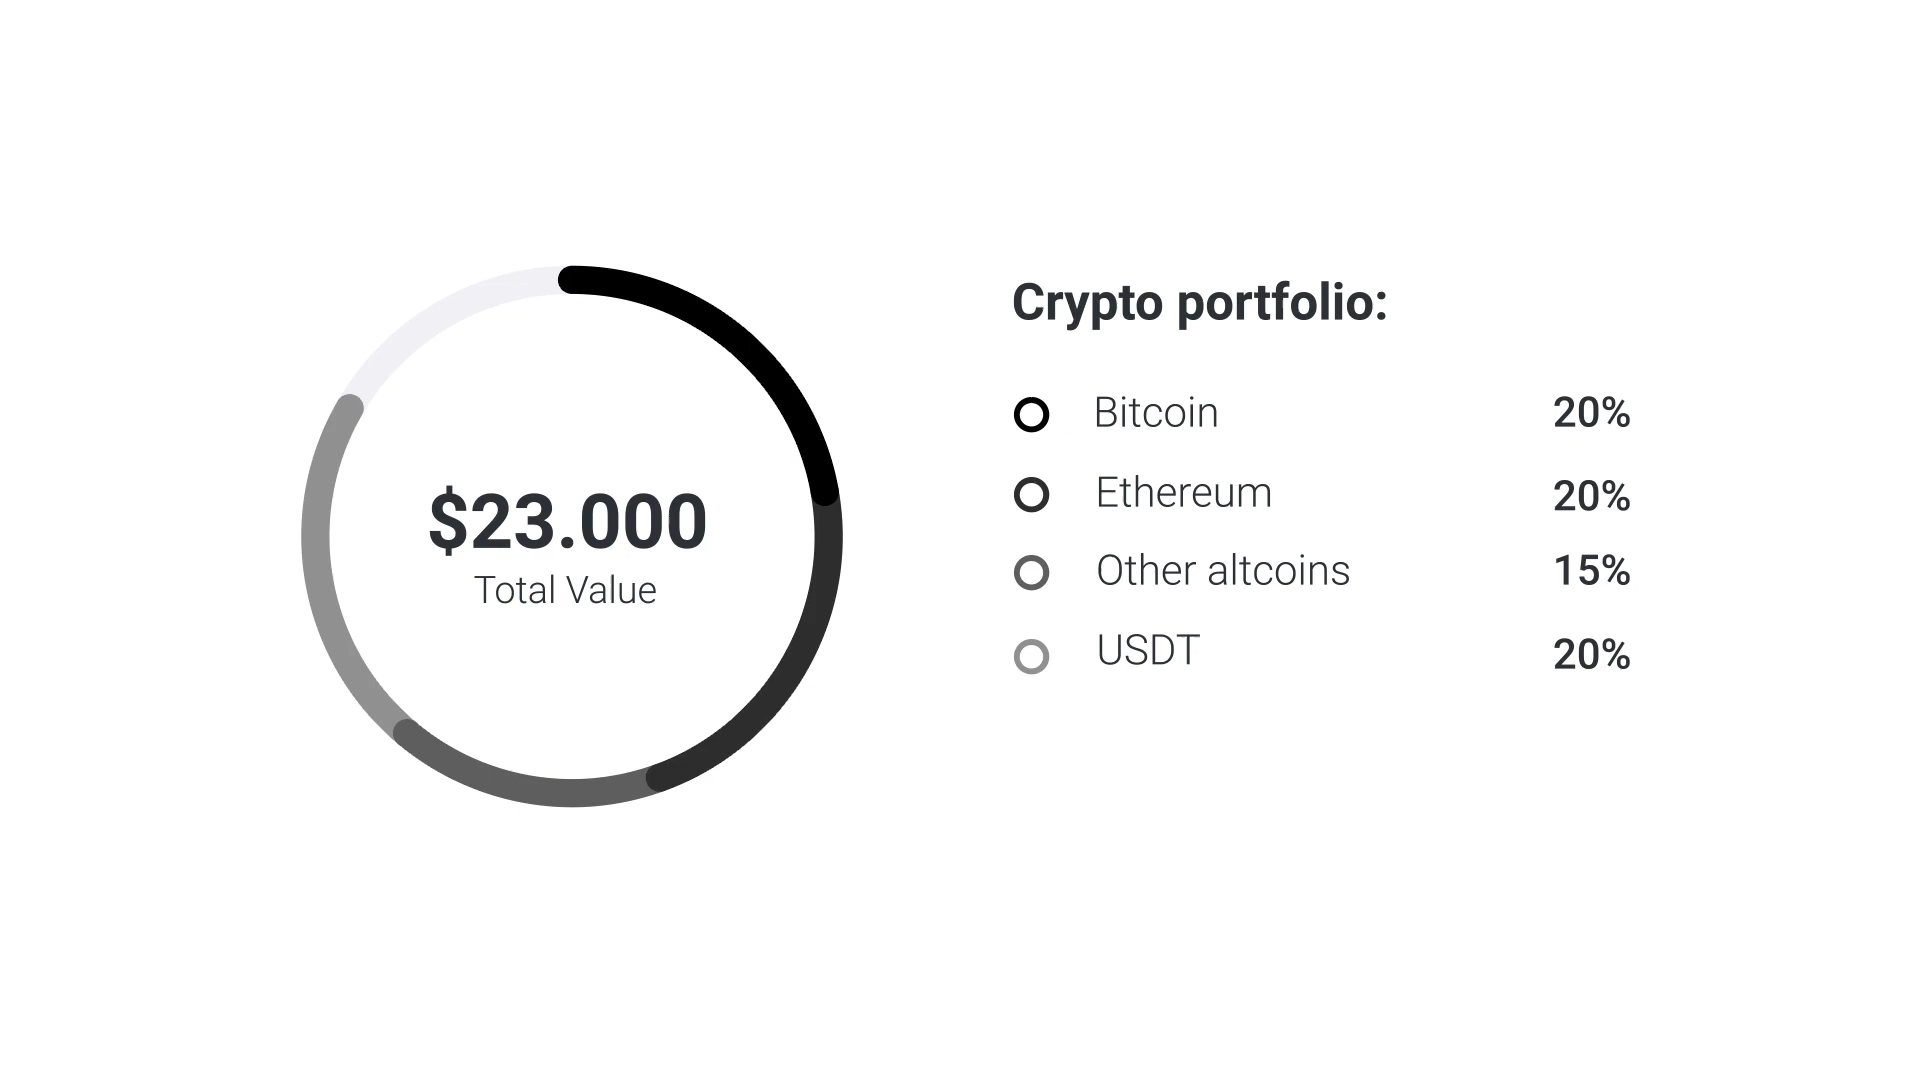 $23.000
Total Value
Crypto portfolio:
Bitcoin 20%
Ethereum 20%
Other altcoins 15%
USDT 20%